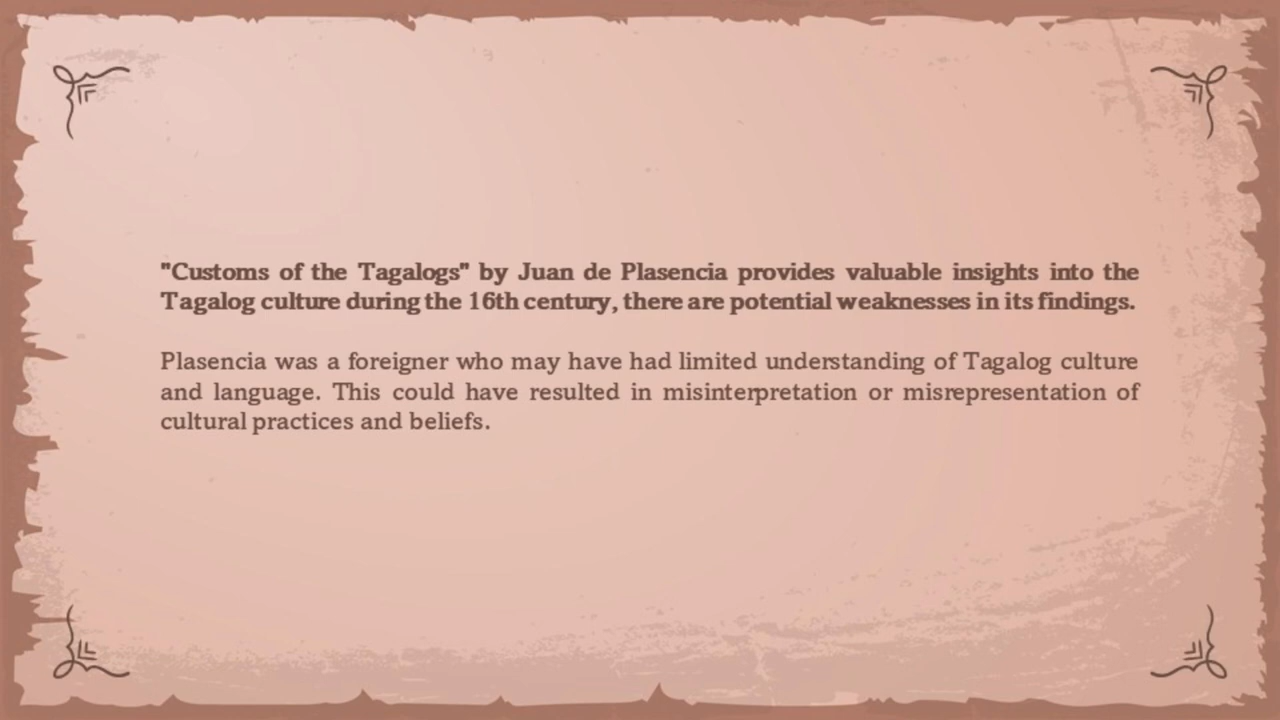 "Customs of the Tagalogs" by Juan de Plasencia provides valuable insights into the
Tagalog culture during the 16th century, there are potential weaknesses in its findings.
Plasencia was a foreigner who may have had limited understanding of Tagalog culture
and language. This could have resulted in misinterpretation or misrepresentation of
cultural practices and beliefs.